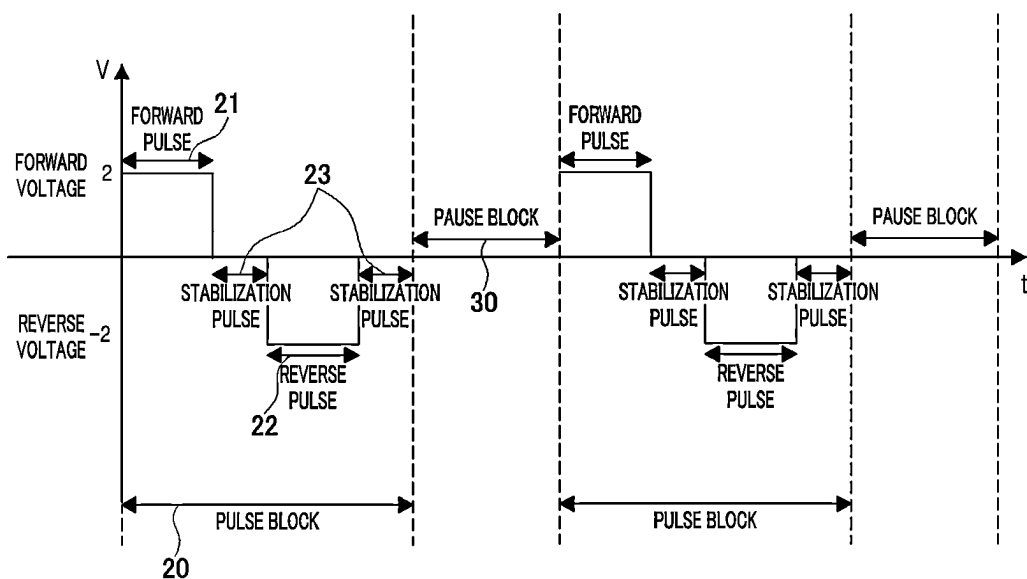 V
FORWARD
PULSE
21
FORWARD
VOLTAGE
2
23
FORWARD
PULSE
PAUSE BLOCK
PAUSE BLOCK
30
t
STABILIZATION
PULSE
STABILIZATION
PULSE
STABILIZATION
PULSE
STABILIZATION
PULSE
REVERSE
VOLTAGE
-2
REVERSE
PULSE
22
REVERSE
PULSE
PULSE BLOCK
20
PULSE BLOCK